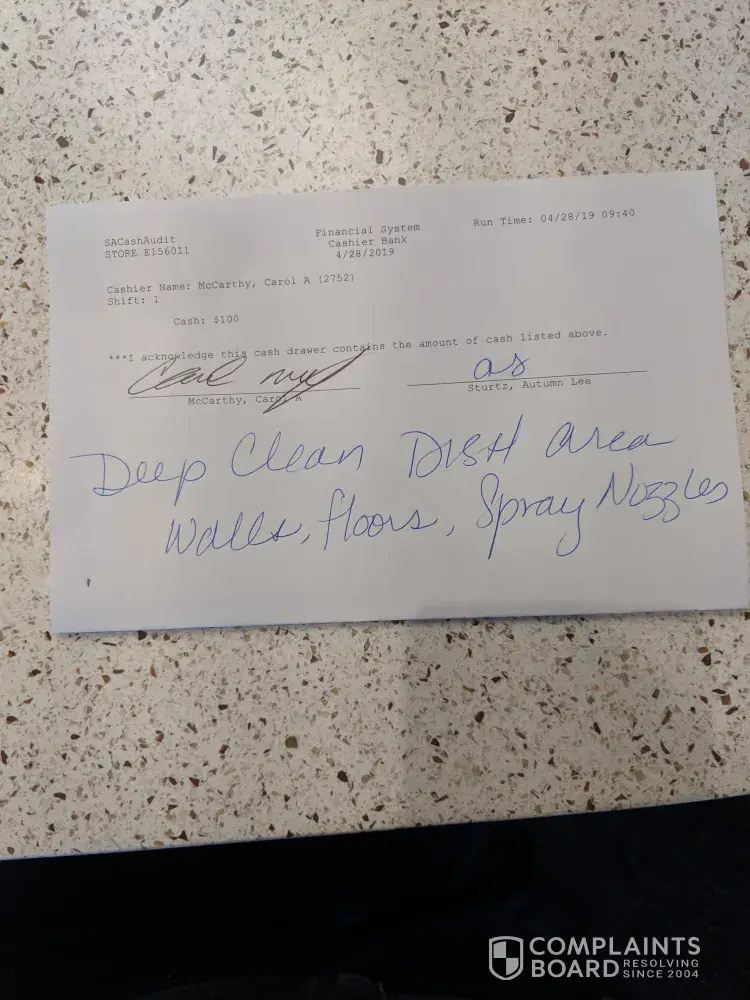 SACashAudit
STORE E156011
Financial System
Cashier Bank
4/28/2019
Run Time: 04/28/19 09:40
Cashier Name: McCarthy, Carol A (2752)
Shift: 1
Cash: $100
***I acknowledge this cash drawer contains the amount of cash listed above.
as
McCarthy, Carol A
Sturtz, Autumn Lee
Deep Clean DISH area
Walls, floors, Spray Nozzles
COMPLAINTS
BOARD RESOLVING SINCE 2004